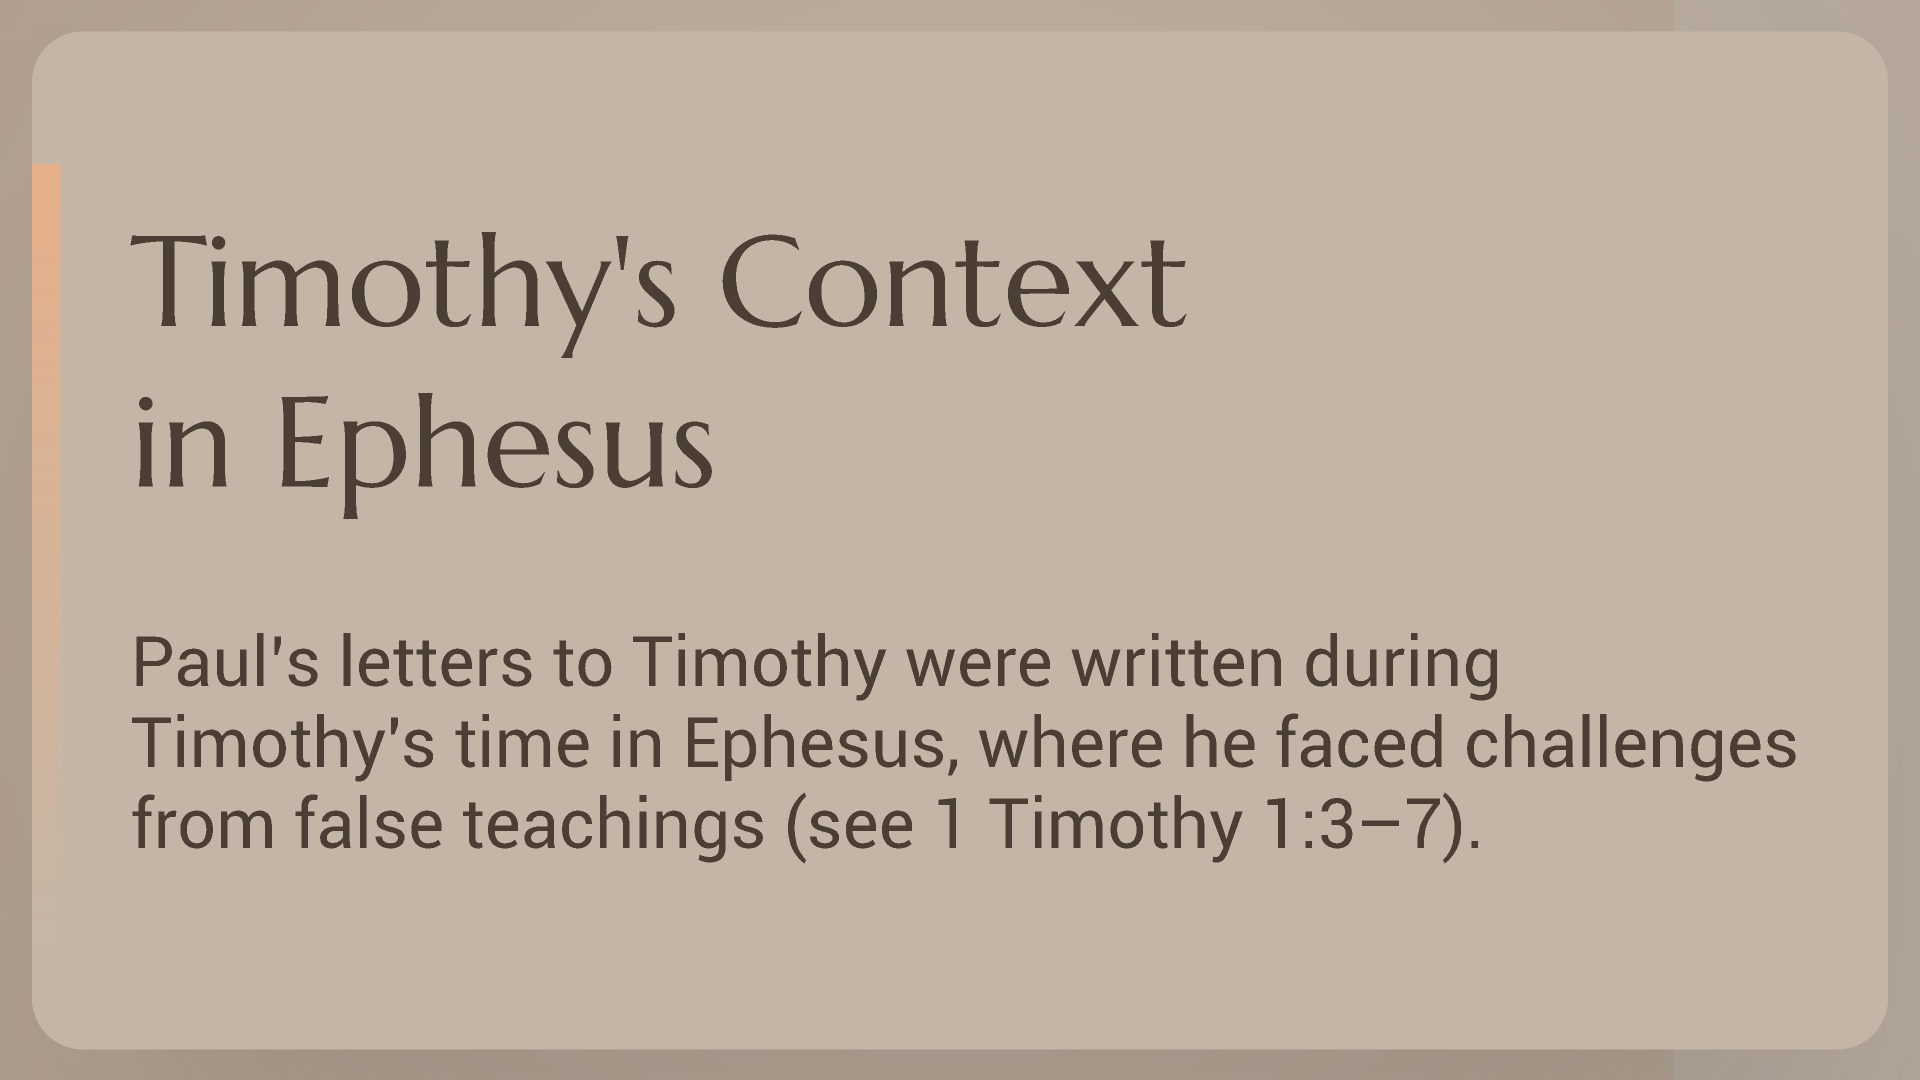 Timothy's Context
in Ephesus
Paul's letters to Timothy were written during
Timothy's time in Ephesus, where he faced challenges
from false teachings (see 1 Timothy 1:3–7).